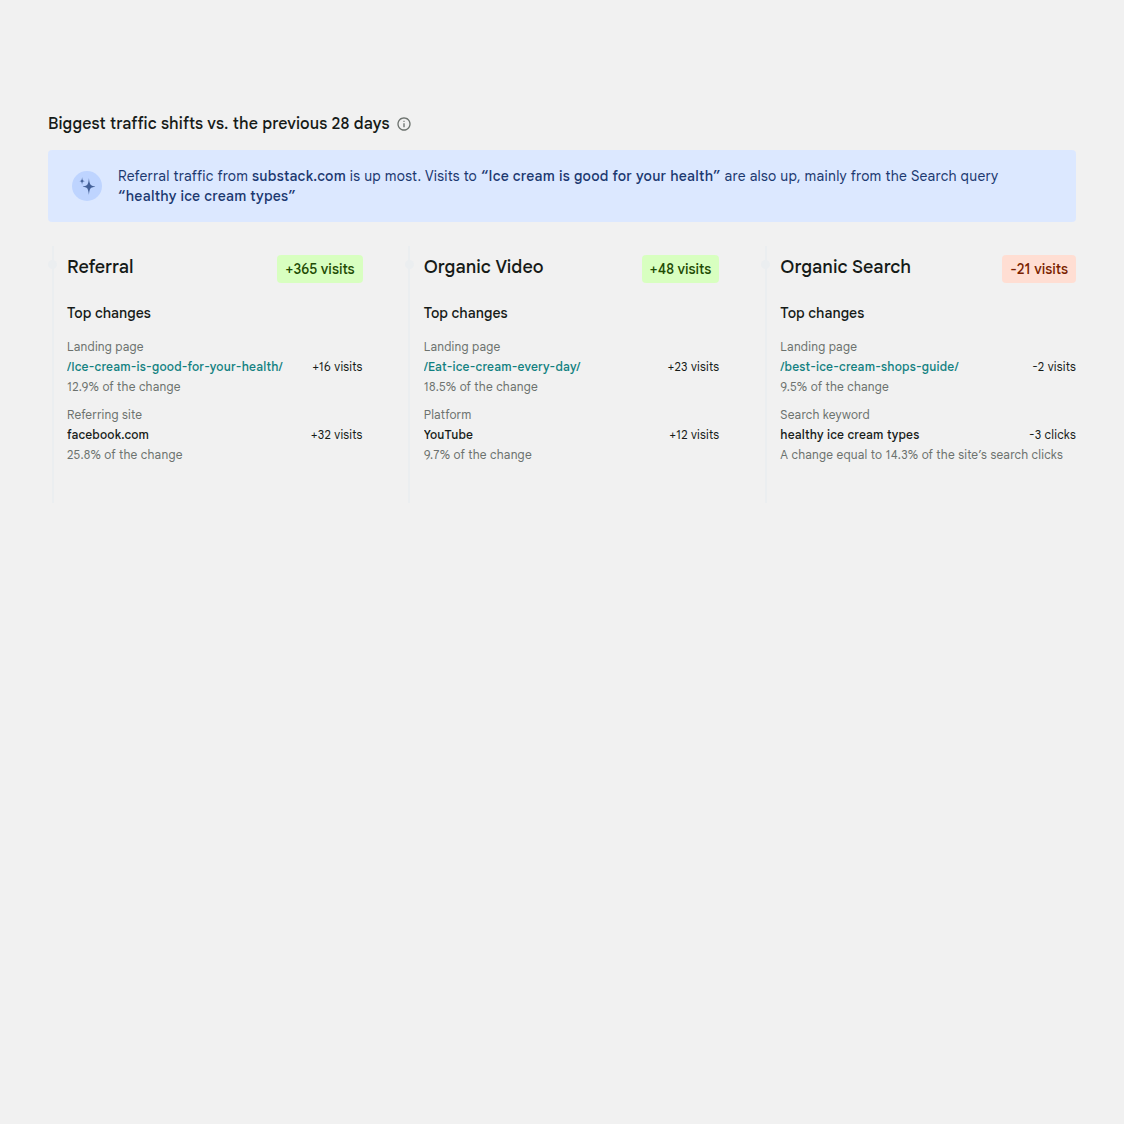 Biggest traffic shifts vs. the previous 28 days
Referral traffic from substack.com is up most. Visits to “Ice cream is good for your health” are also up, mainly from the Search query
“healthy ice cream types”
Referral +365 visits
Top changes
Landing page
/Ice-cream-is-good-for-your-health/ +16 visits
12.9% of the change
Referring site
facebook.com +32 visits
25.8% of the change
Organic Video +48 visits
Top changes
Landing page
/Eat-ice-cream-every-day/ +23 visits
18.5% of the change
Platform
YouTube +12 visits
9.7% of the change
Organic Search -21 visits
Top changes
Landing page
/best-ice-cream-shops-guide/ -2 visits
9.5% of the change
Search keyword
healthy ice cream types -3 clicks
A change equal to 14.3% of the site’s search clicks